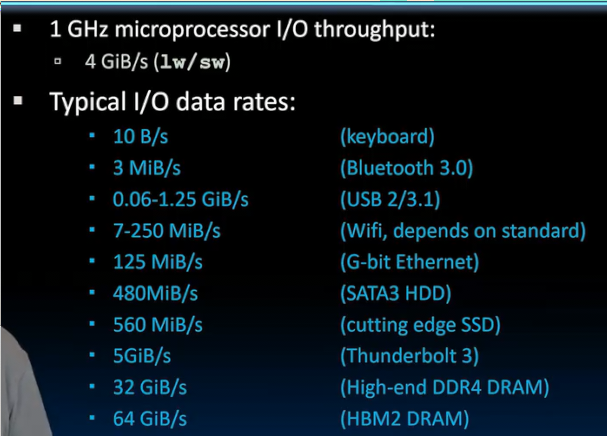 1 GHz microprocessor I/O throughput:
4 GiB/s (lw/sw)
Typical I/O data rates:
10 B/s (keyboard)
3 MiB/s (Bluetooth 3.0)
0.06-1.25 GiB/s (USB 2/3.1)
7-250 MiB/s (Wifi, depends on standard)
125 MiB/s (G-bit Ethernet)
480MiB/s (SATA3 HDD)
560 MiB/s (cutting edge SSD)
5GiB/s (Thunderbolt 3)
32 GiB/s (High-end DDR4 DRAM)
64 GiB/s (HBM2 DRAM)